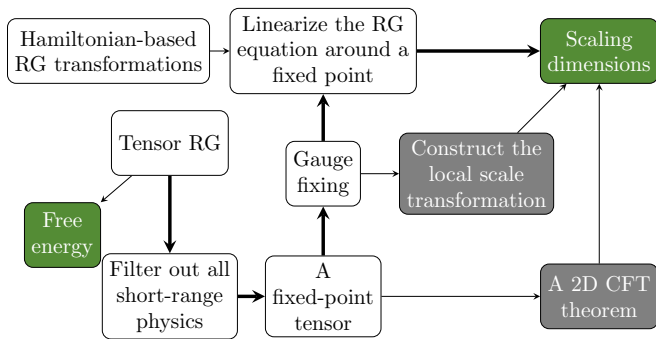 Hamiltonian-based
RG transformations
Linearize the RG
equation around a
fixed point
Scaling
dimensions
Tensor RG
Gauge
fixing
Construct the
local scale
transformation
Free
energy
Filter out all
short-range
physics
A
fixed-point
tensor
A 2D CFT
theorem